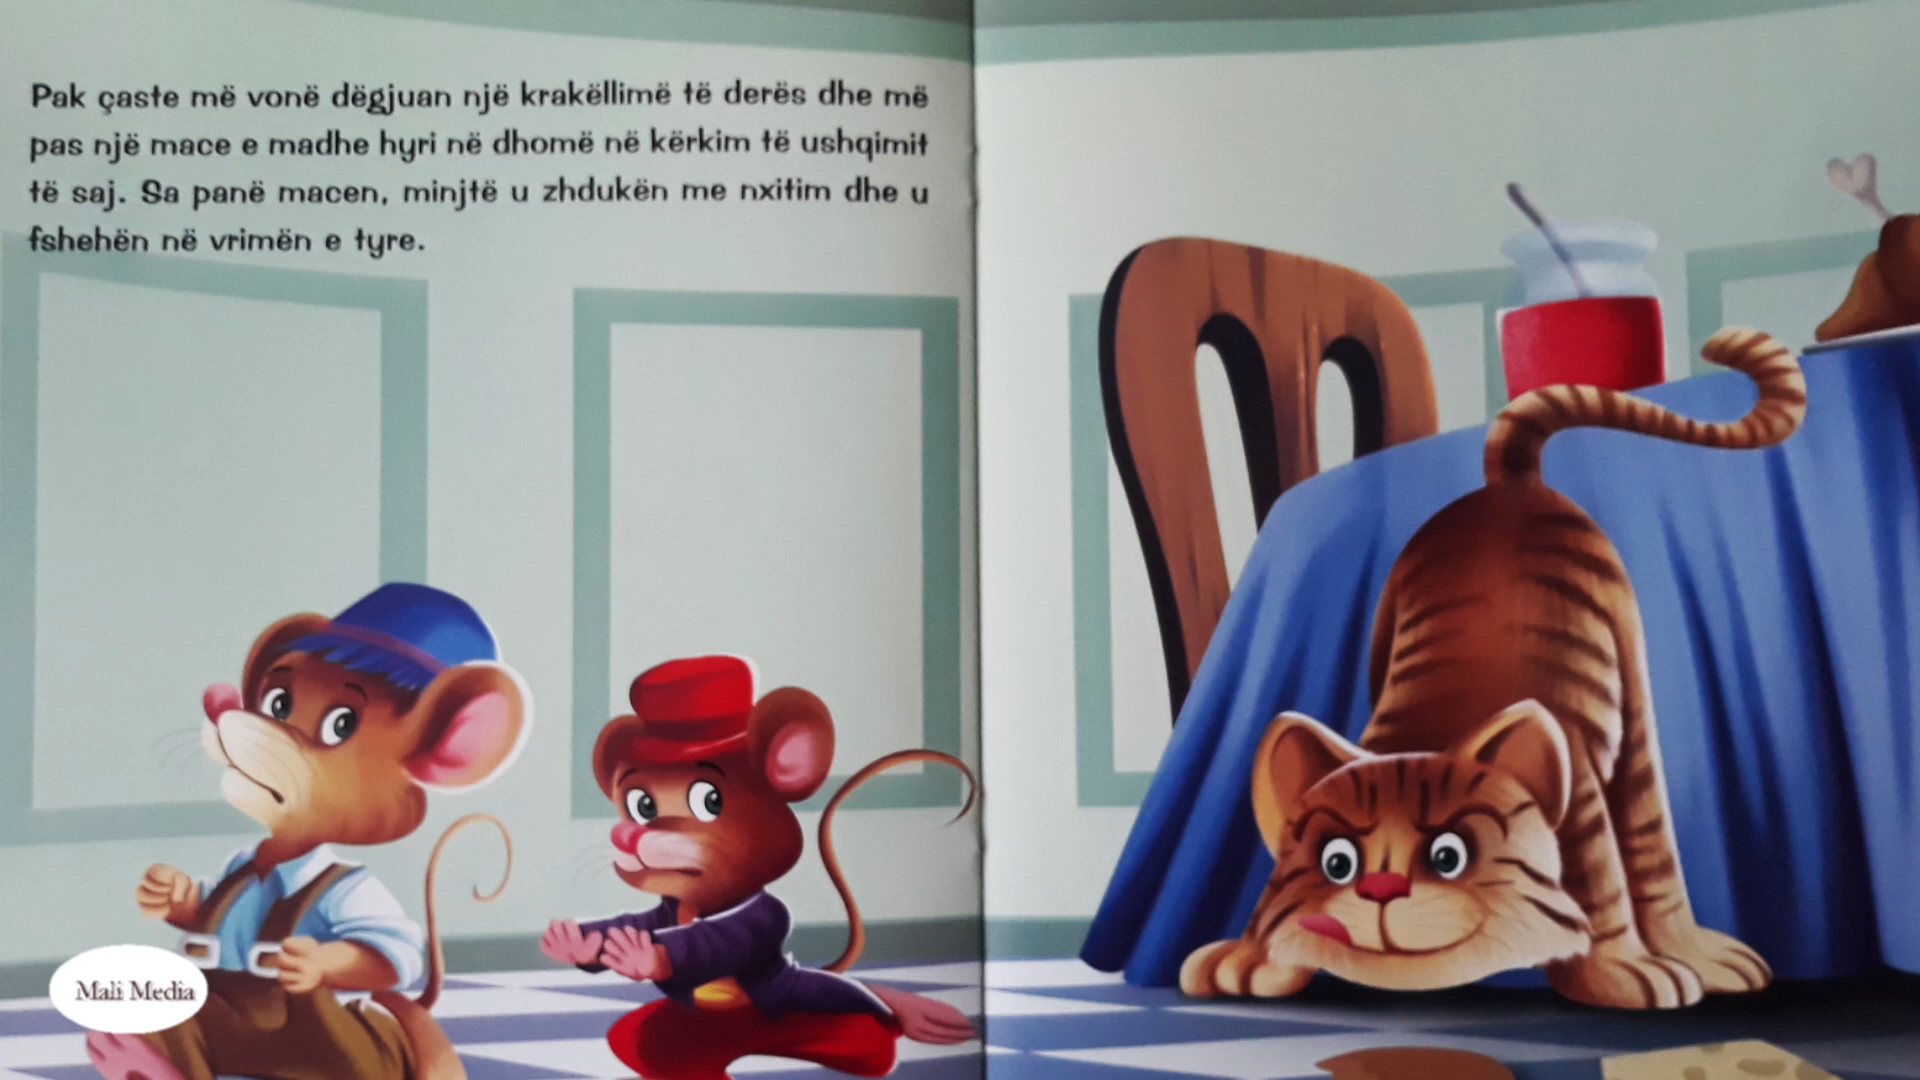 Pak çaste më vonë dëgjuan një krakëllimë të derës dhe më
pas një mace e madhe hyri në dhomë në kërkim të ushqimit
të saj. Sa panë macen, minjtë u zhdukën me nxitim dhe u
fshehën në vrimën e tyre.
Mali Media